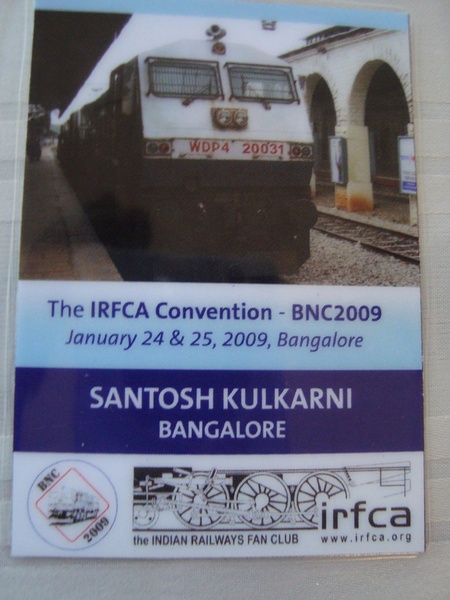 WDP4 20031
The IRFCA Convention - BNC2009
January 24 & 25, 2009, Bangalore
SANTOSH KULKARNI
BANGALORE
BNC
2009
irfca
the INDIAN RAILWAYS FAN CLUB
www.irfca.org